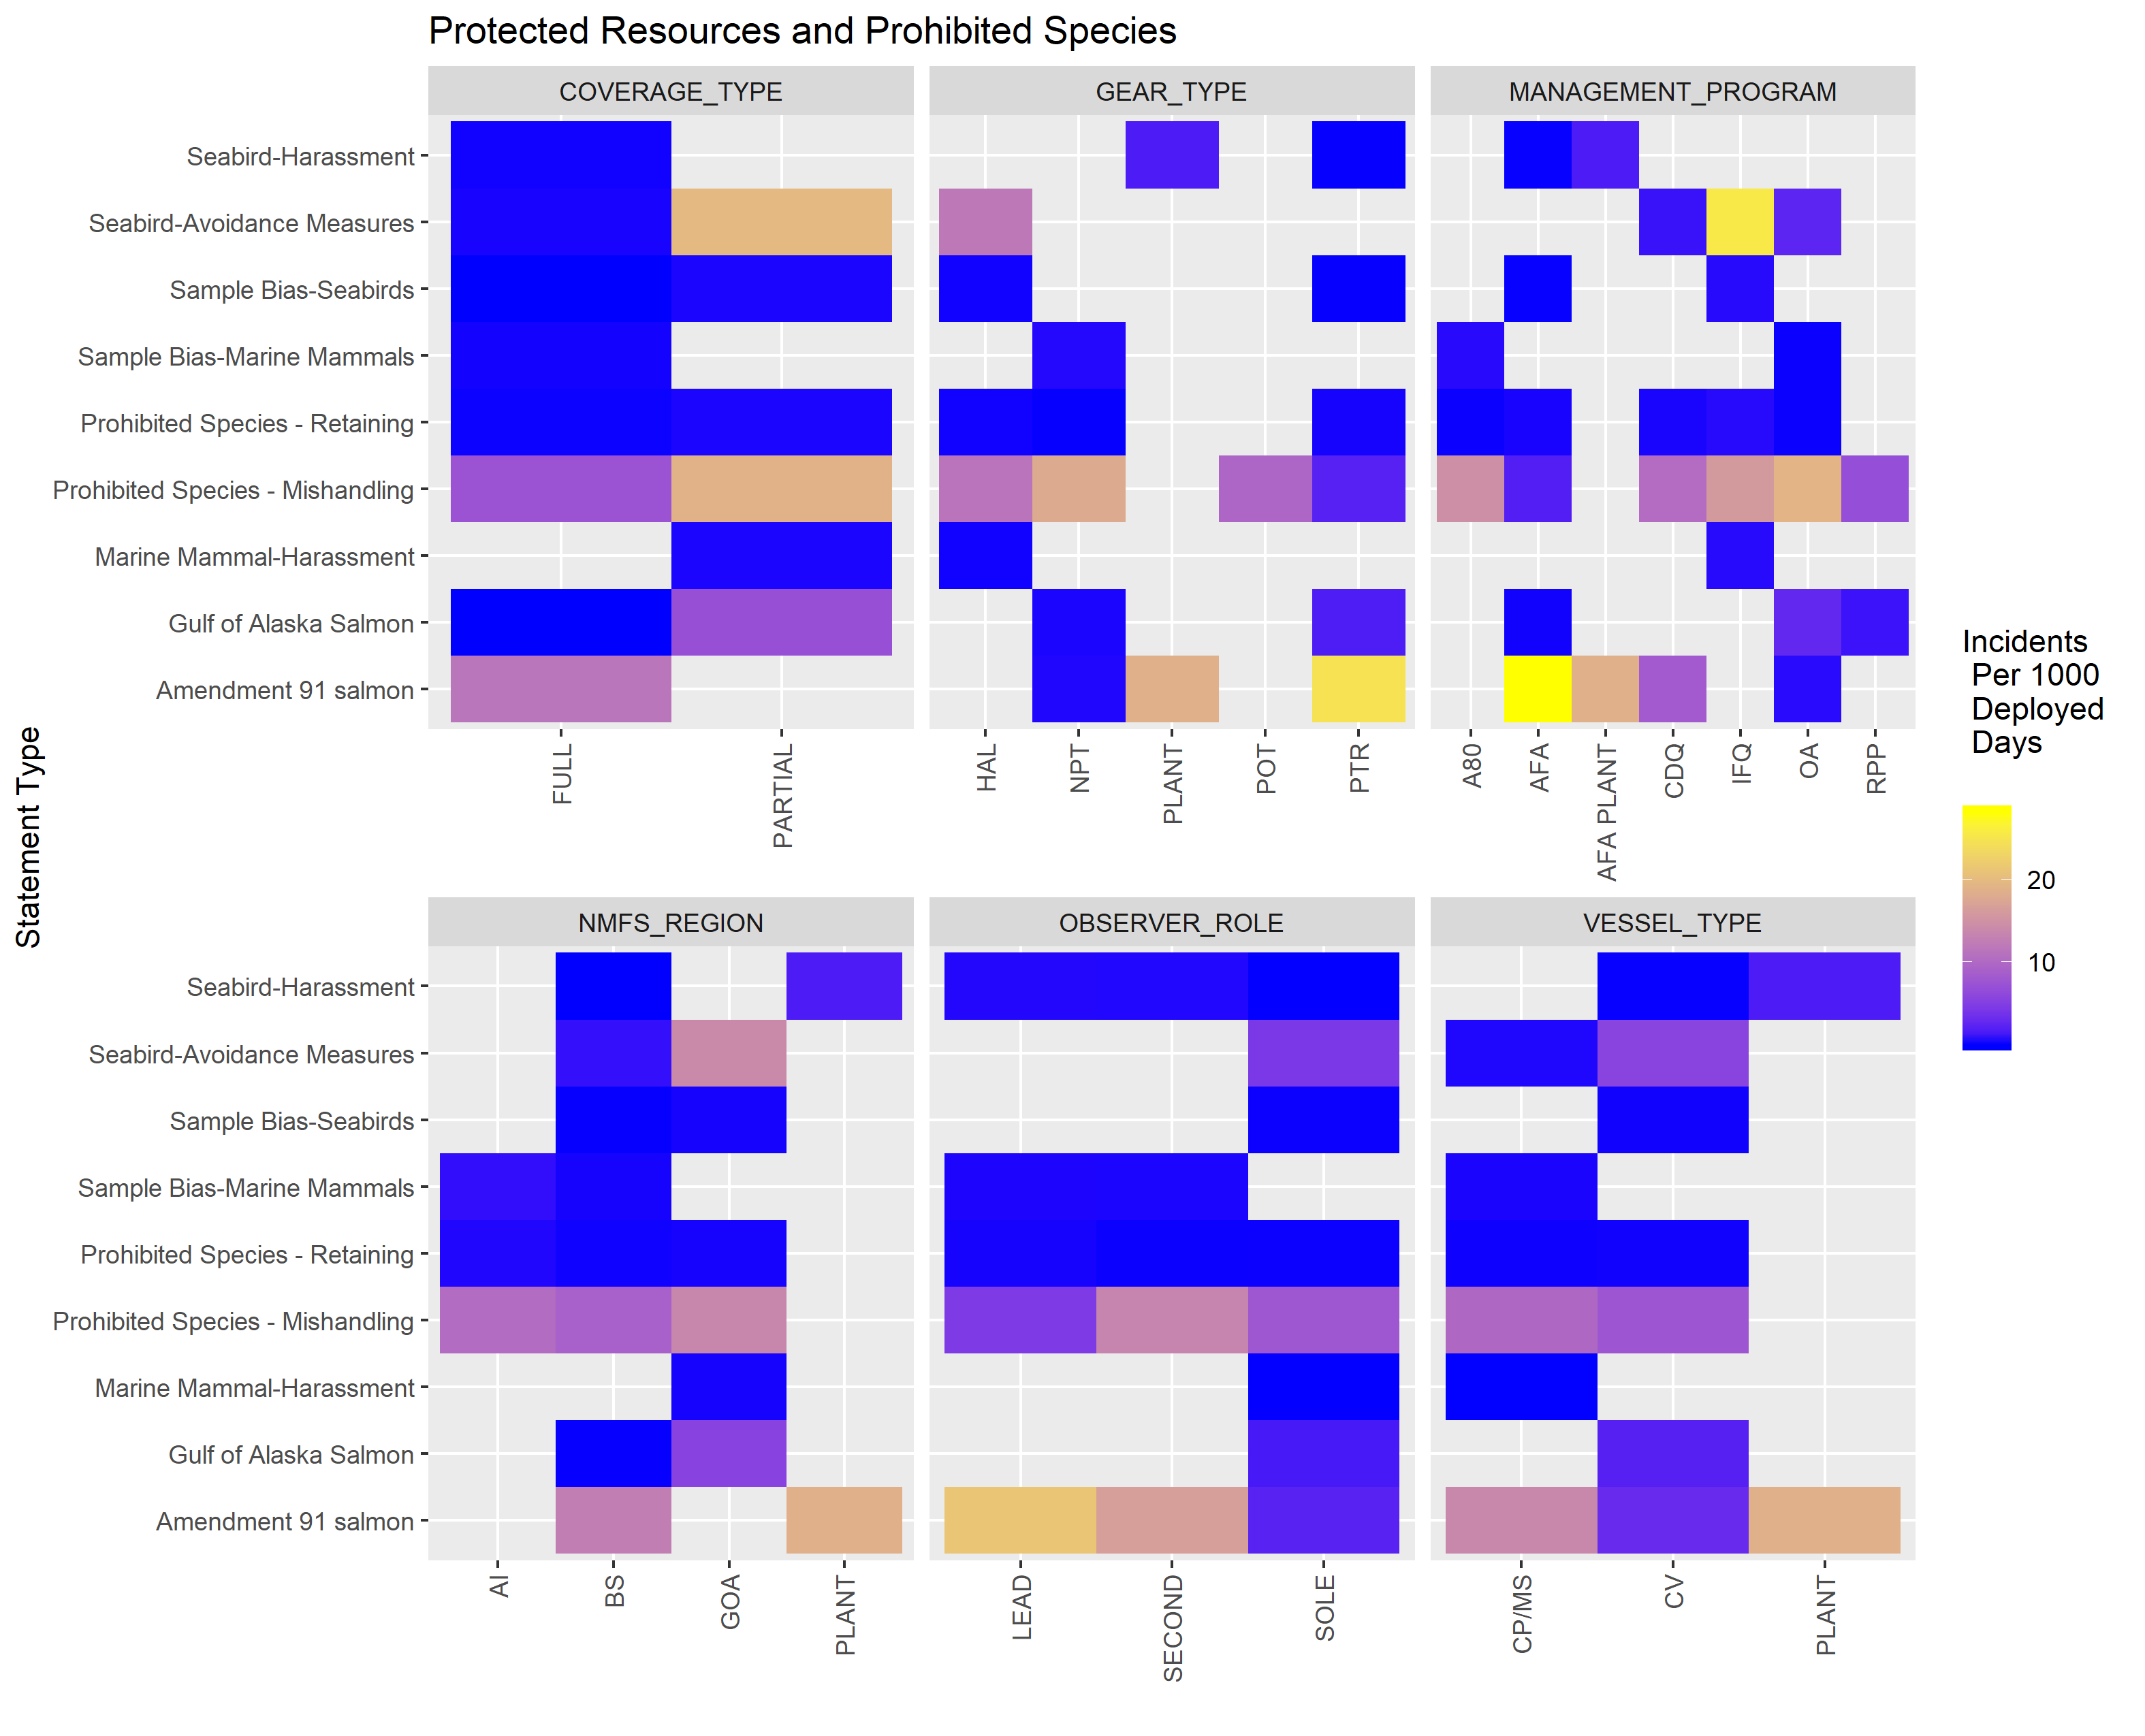 Protected Resources and Prohibited Species
COVERAGE_TYPE
GEAR_TYPE
MANAGEMENT_PROGRAM
Seabird-Harassment
Seabird-Avoidance Measures
Sample Bias-Seabirds
Sample Bias-Marine Mammals
Prohibited Species - Retaining
Prohibited Species - Mishandling
Marine Mammal-Harassment
Gulf of Alaska Salmon
Amendment 91 salmon
FULL
PARTIAL
HAL
NPT
PLANT
POT
PTR
A80
AFA
AFA PLANT
CDQ
IFQ
OA
RPP
Statement Type
NMFS_REGION
OBSERVER_ROLE
VESSEL_TYPE
Seabird-Harassment
Seabird-Avoidance Measures
Sample Bias-Seabirds
Sample Bias-Marine Mammals
Prohibited Species - Retaining
Prohibited Species - Mishandling
Marine Mammal-Harassment
Gulf of Alaska Salmon
Amendment 91 salmon
AI
BS
GOA
PLANT
LEAD
SECOND
SOLE
CP/MS
CV
PLANT
Incidents
Per 1000
Deployed
Days
20
10